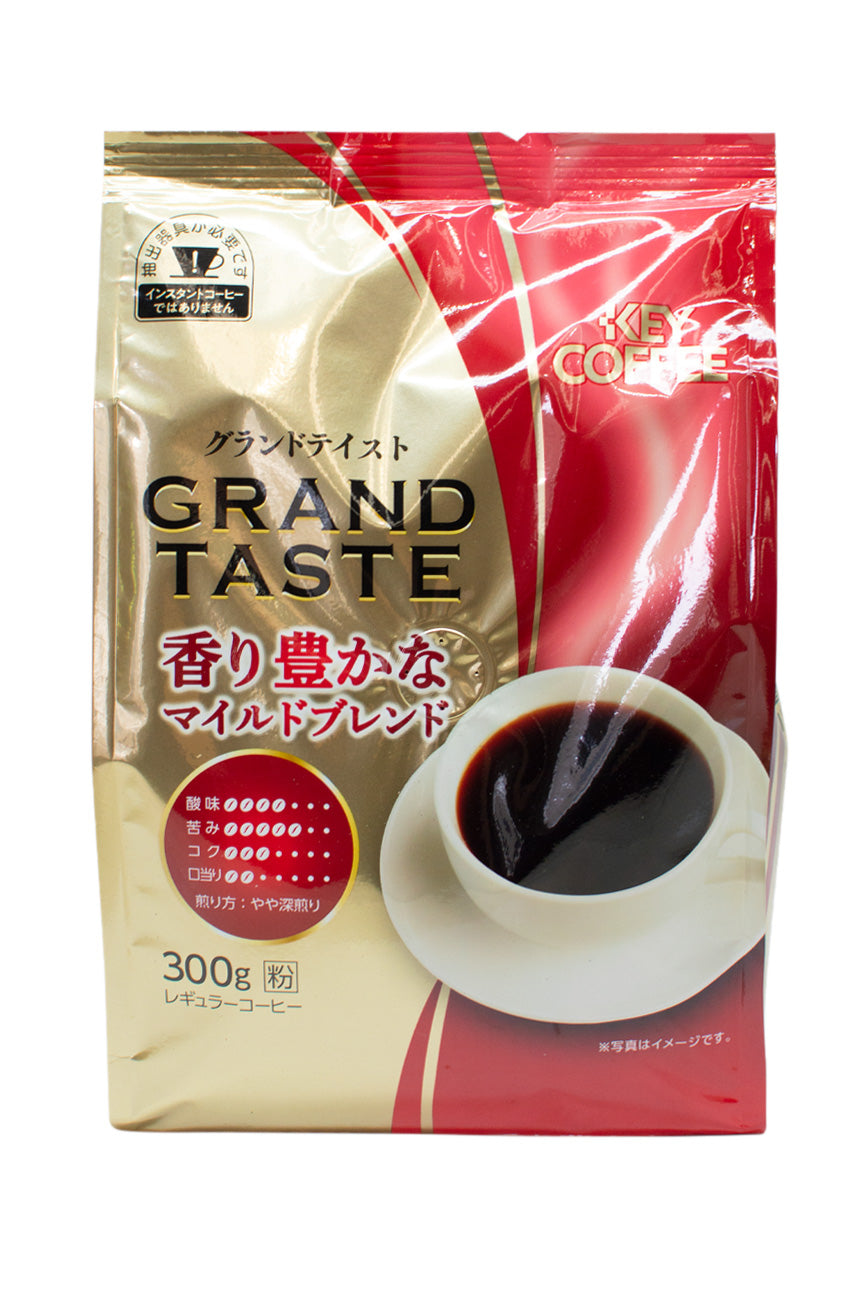 抽出器具が必要です
!
インスタントコーヒー
ではありません
KEY
COFFEE
グランドテイスト
GRAND
TASTE
香り豊かな
マイルドブレンド
酸味
苦み
コク
口当り
煎り方：やや深煎り
300g 粉
レギュラーコーヒー
※写真はイメージです。